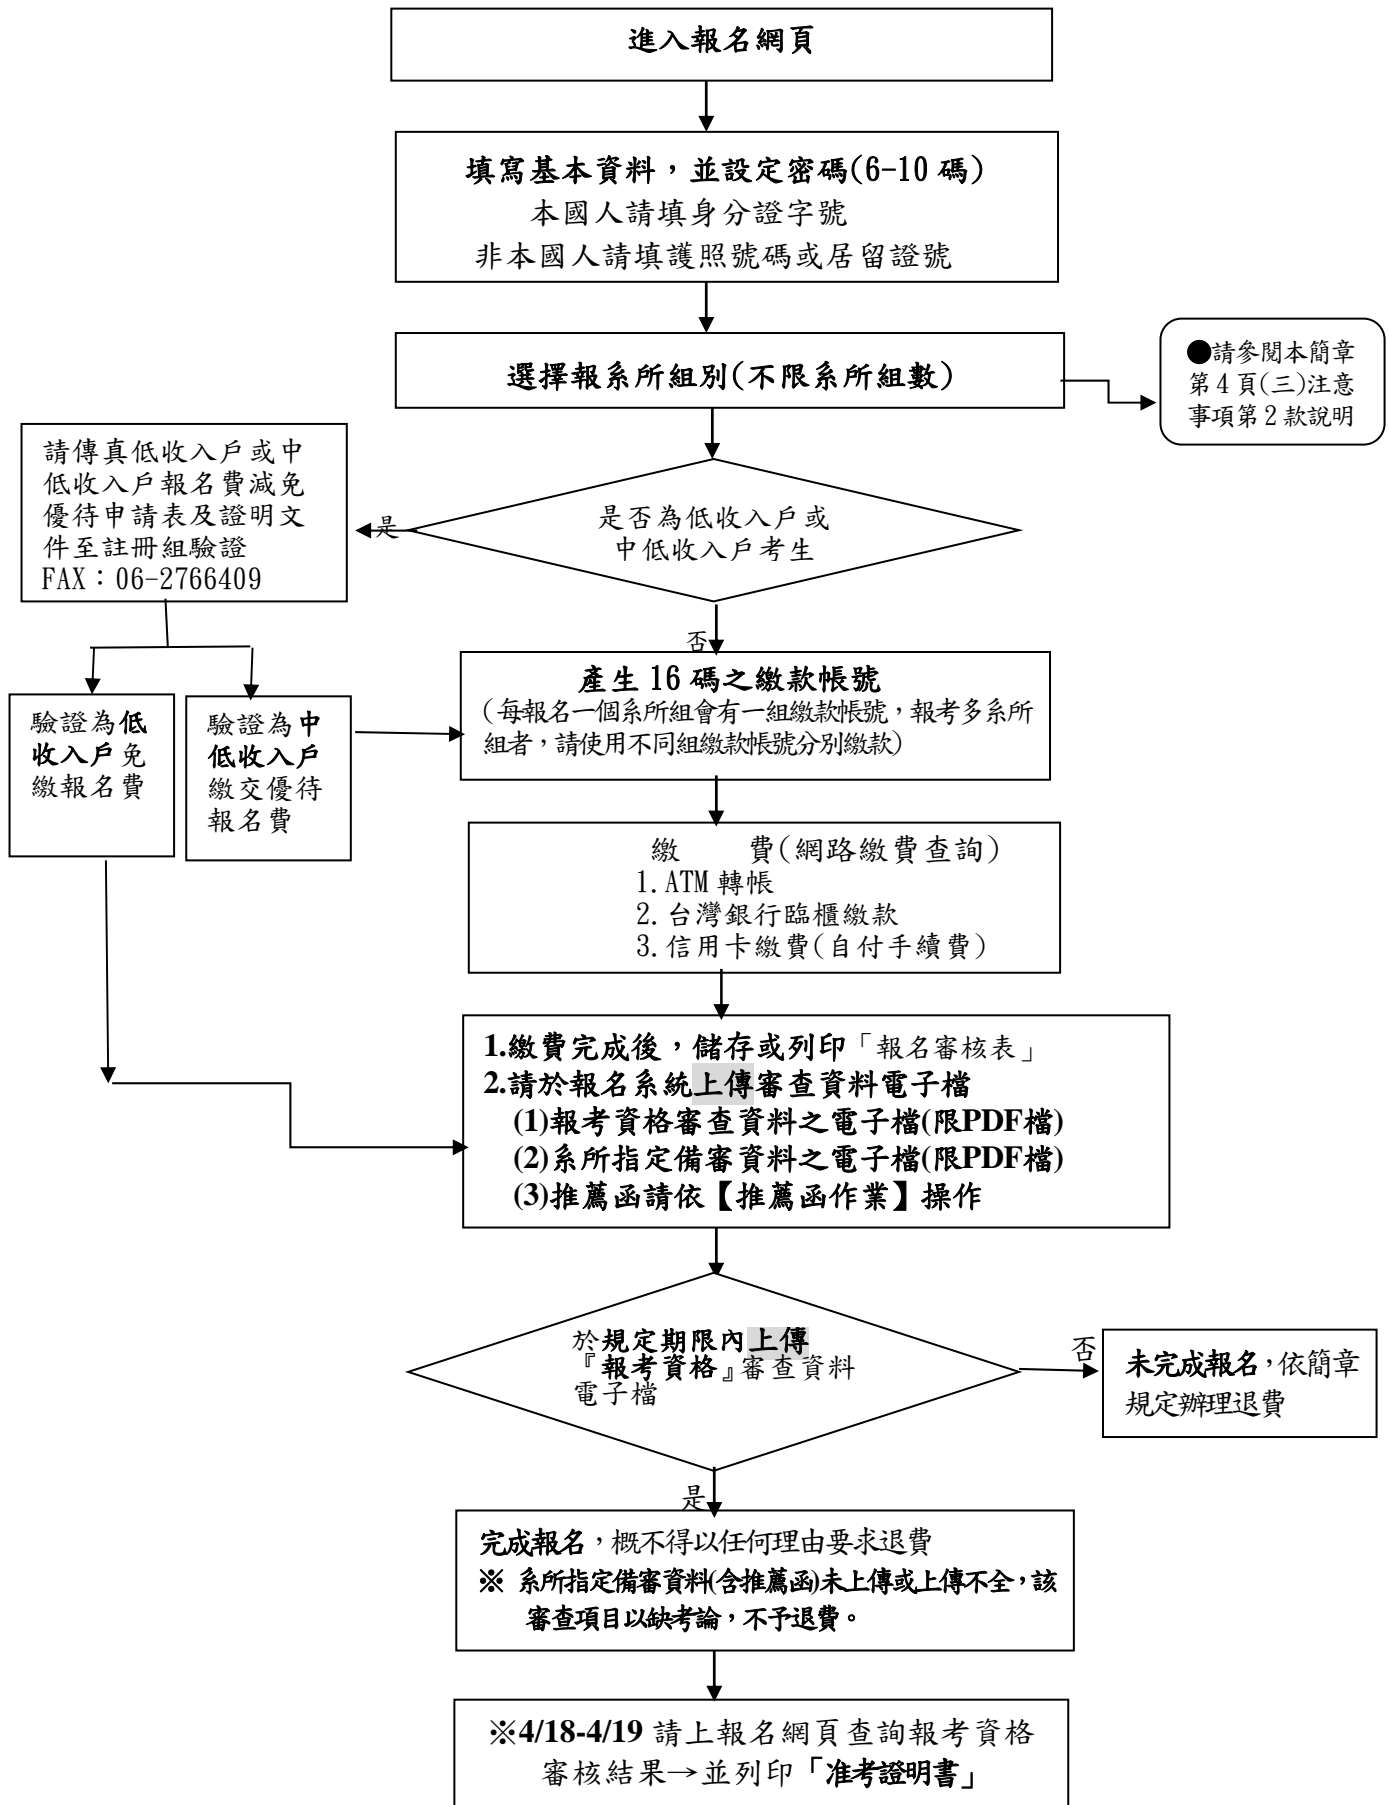 進入報名網頁
填寫基本資料，並設定密碼(6-10 碼)
本國人請填身分證字號
非本國人請填護照號碼或居留證號
選擇報系所組別(不限系所組數)
●請參閱本簡章
第 4 頁(三)注意
事項第 2 款說明
請傳真低收入戶或中
低收入戶報名費減免
優待申請表及證明文
件至註冊組驗證
FAX：06-2766409
是否為低收入戶或
中低收入戶考生
是
否
驗證為低
收入戶免
繳報名費
驗證為中
低收入戶
繳交優待
報名費
產生 16 碼之繳款帳號
（每報名一個系所組會有一組繳款帳號，報考多系所
組者，請使用不同組繳款帳號分別繳款）
繳　　費(網路繳費查詢)
1.ATM 轉帳
2.台灣銀行臨櫃繳款
3.信用卡繳費(自付手續費)
1.繳費完成後，儲存或列印「報名審核表」
2.請於報名系統上傳審查資料電子檔
(1)報考資格審查資料之電子檔(限PDF檔)
(2)系所指定備審資料之電子檔(限PDF檔)
(3)推薦函請依【推薦函作業】操作
於規定期限內上傳
『報考資格』審查資料
電子檔
否
未完成報名，依簡章
規定辦理退費
是
完成報名，概不得以任何理由要求退費
※ 系所指定備審資料(含推薦函)未上傳或上傳不全，該
審查項目以缺考論，不予退費。
※4/18-4/19 請上報名網頁查詢報考資格
審核結果→並列印「准考證明書」